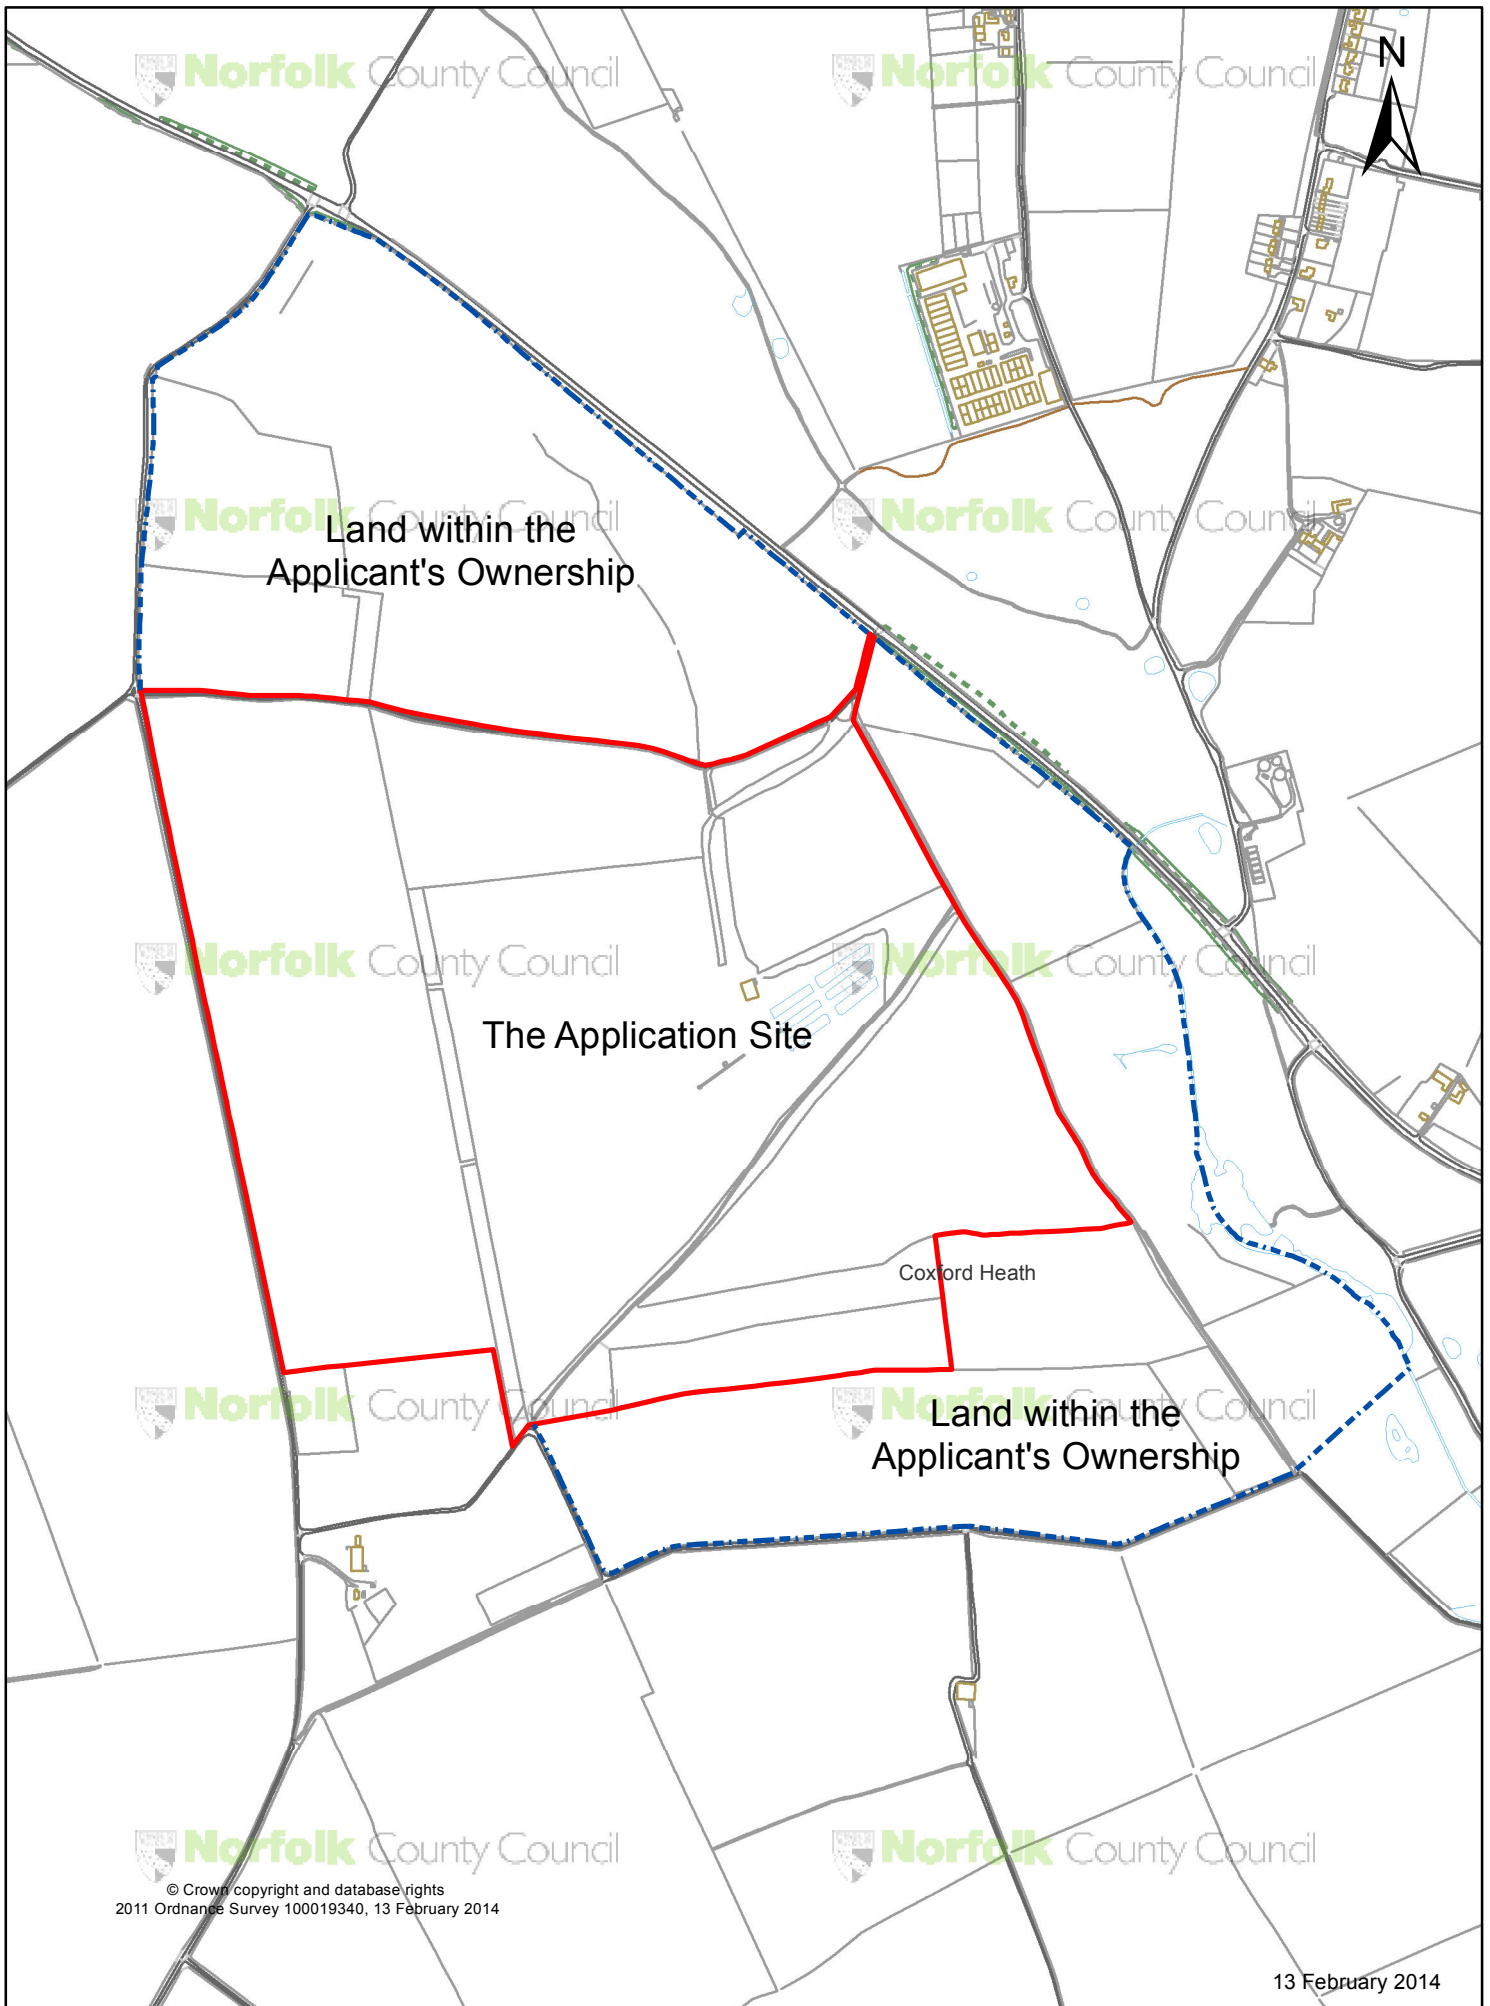 Norfolk County Council
Norfolk County Council
N
Norfolk County Council
Norfolk County Council
Land within the
Applicant's Ownership
Norfolk County Council
Norfolk County Council
The Application Site
Coxford Heath
Norfolk County Council
Norfolk County Council
Land within the
Applicant's Ownership
Norfolk County Council
Norfolk County Council
© Crown copyright and database rights
2011 Ordnance Survey 100019340, 13 February 2014
13 February 2014